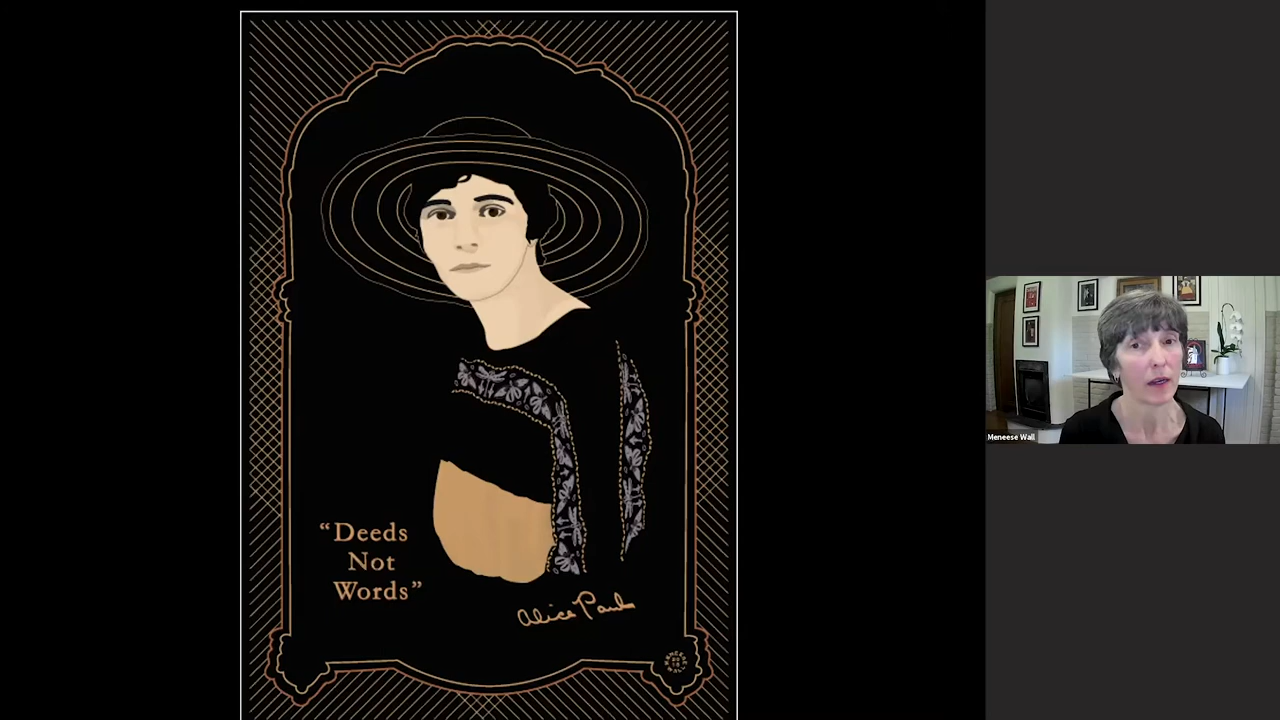 “Deeds
Not
Words”
Alice Paul
Meneese Wall